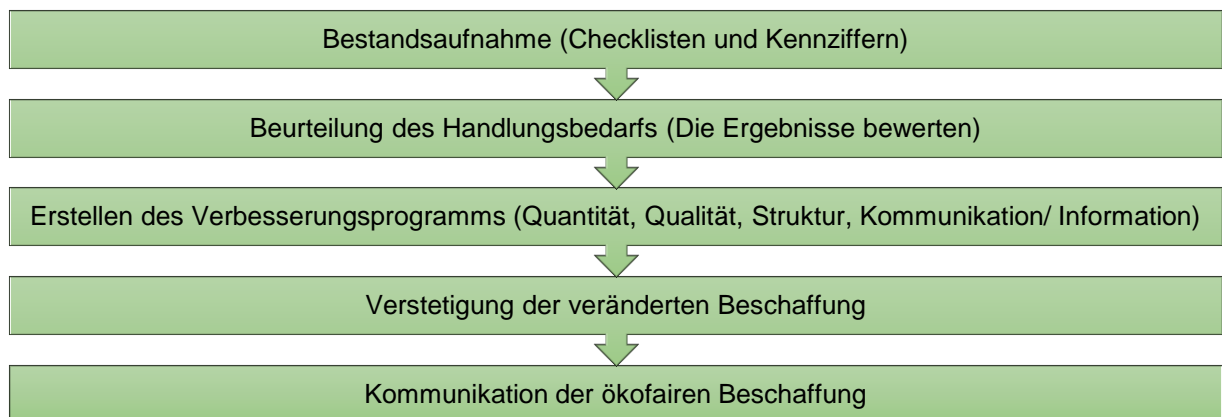 Bestandsaufnahme (Checklisten und Kennziffern)
Beurteilung des Handlungsbedarfs (Die Ergebnisse bewerten)
Erstellen des Verbesserungsprogramms (Quantität, Qualität, Struktur, Kommunikation/ Information)
Verstetigung der veränderten Beschaffung
Kommunikation der ökofairen Beschaffung